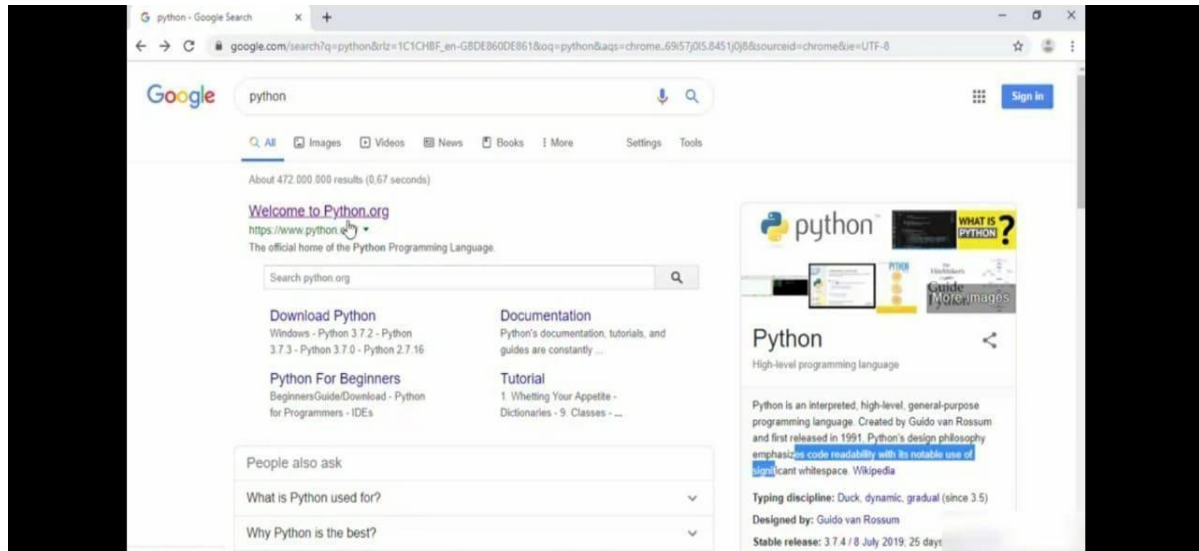 python - Google Search
google.com/search?q=python&rlz=1C1CHBF_en-GBDE860DE861&oq=python&aqs=chrome..69i57j0l5.8451j0j8&sourceid=chrome&ie=UTF-8
Google
python
Sign in
All Images Videos News Books More Settings Tools
About 472.000.000 results (0,67 seconds)
Welcome to Python.org
https://www.python.
The official home of the Python Programming Language.
Search python.org
Download Python
Windows - Python 3.7.2 - Python
3.7.3 - Python 3.7.0 - Python 2.7.16
Documentation
Python's documentation, tutorials, and
guides are constantly ...
Python For Beginners
BeginnersGuide/Download - Python
for Programmers - IDEs
Tutorial
1. Whetting Your Appetite -
Dictionaries - 9. Classes - ...
People also ask
What is Python used for?
Why Python is the best?
python
WHAT IS
PYTHON ?
Guide
More images
Python
High-level programming language
Python is an interpreted, high-level, general-purpose
programming language. Created by Guido van Rossum
and first released in 1991, Python's design philosophy
emphasizes code readability with its notable use of
significant whitespace. Wikipedia
Typing discipline: Duck, dynamic, gradual (since 3.5)
Designed by: Guido van Rossum
Stable release: 3.7.4 / 8 July 2019; 25 days